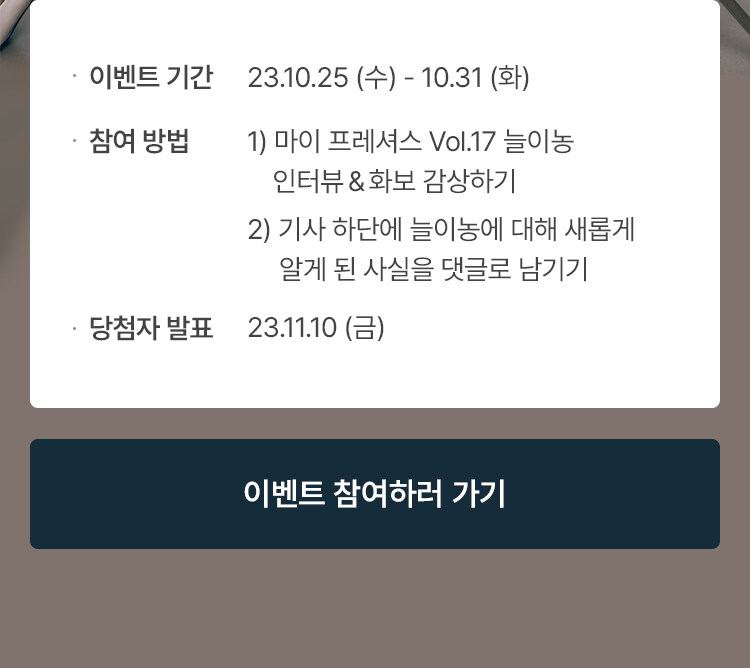 · 이벤트 기간 23.10.25 (수) - 10.31 (화)
· 참여 방법 1) 마이 프레셔스 Vol.17 늘이농
인터뷰 & 화보 감상하기
2) 기사 하단에 늘이농에 대해 새롭게
알게 된 사실을 댓글로 남기기
· 당첨자 발표 23.11.10 (금)
이벤트 참여하러 가기